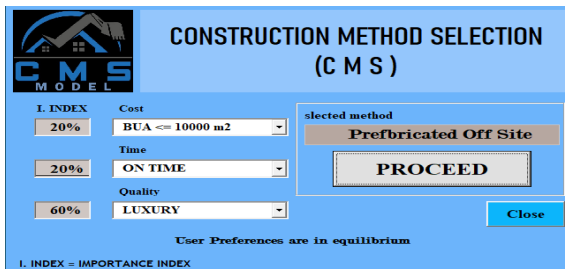 CONSTRUCTION METHOD SELECTION
(C M S)
CMS
MODEL
I. INDEX
Cost
20%
BUA <= 10000 m2
Time
20%
ON TIME
Quality
60%
LUXURY
slected method
Prefbricated Off Site
PROCEED
Close
User Preferences are in equilibrium
I. INDEX = IMPORTANCE INDEX